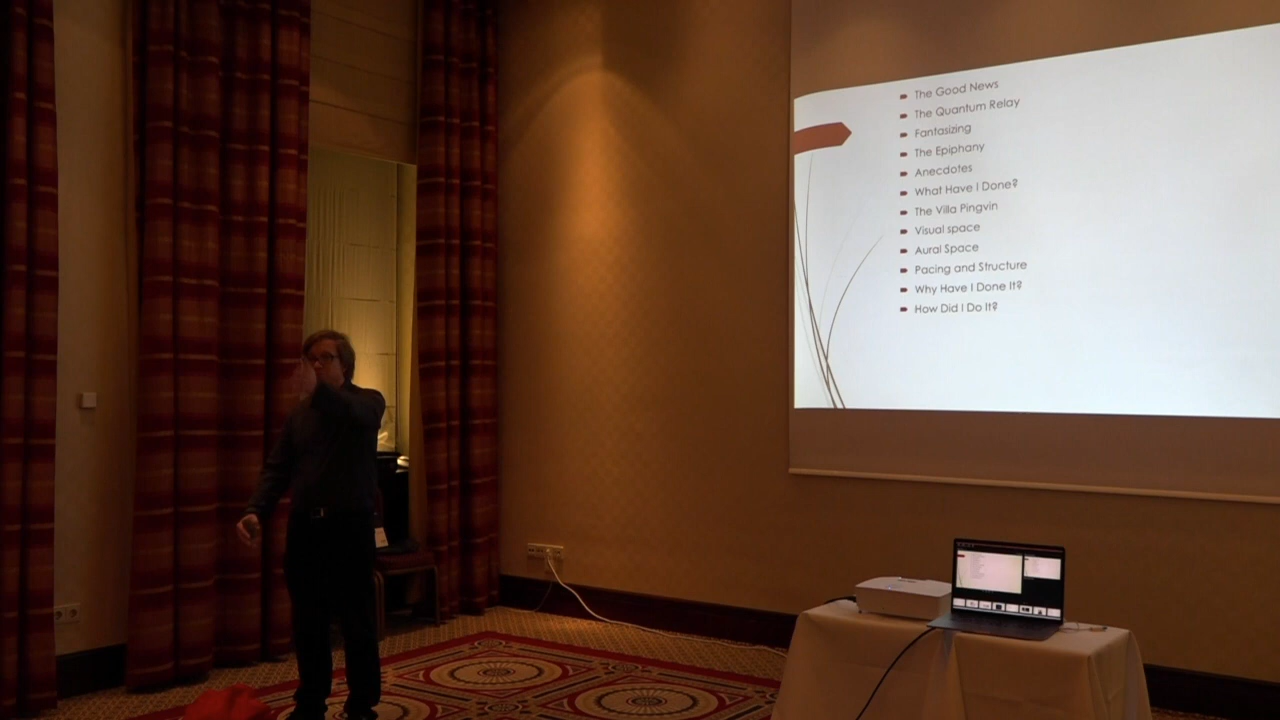 The Good News
The Quantum Relay
Fantasizing
The Epiphany
Anecdotes
What Have I Done?
The Villa Pingvin
Visual space
Aural Space
Pacing and Structure
Why Have I Done It?
How Did I Do It?